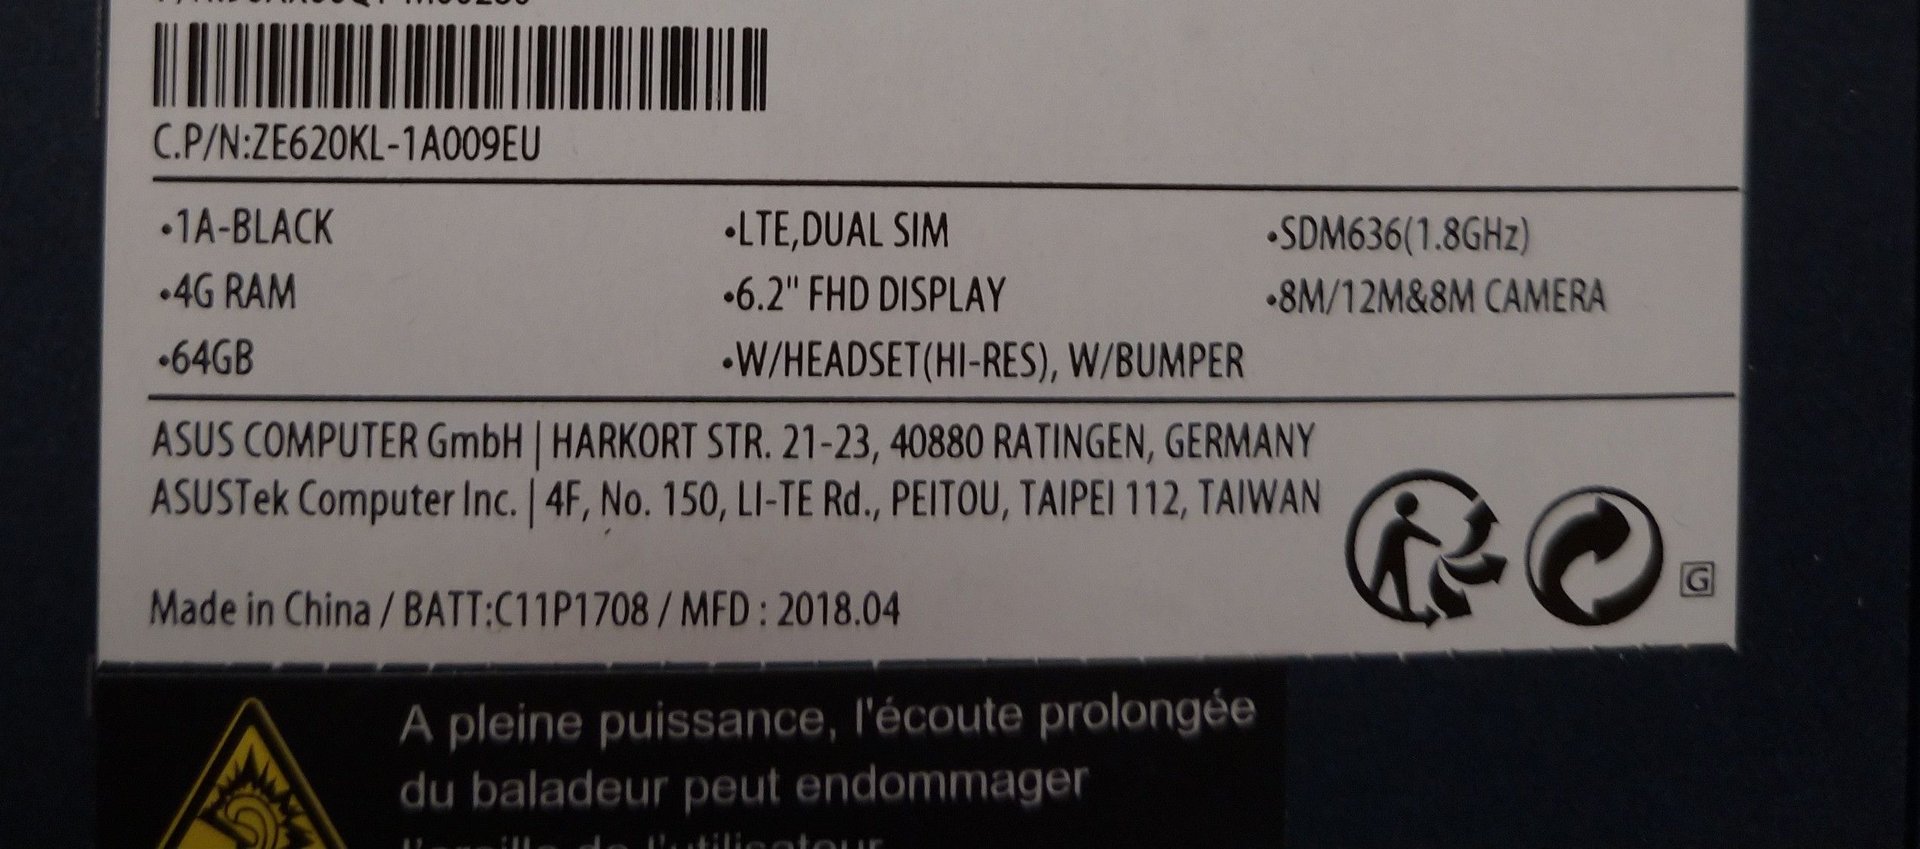 C.P/N:ZE620KL-1A009EU
•1A-BLACK •LTE,DUAL SIM •SDM636(1.8GHz)
•4G RAM •6.2" FHD DISPLAY •8M/12M&8M CAMERA
•64GB •W/HEADSET(HI-RES), W/BUMPER
ASUS COMPUTER GmbH | HARKORT STR. 21-23, 40880 RATINGEN, GERMANY
ASUSTek Computer Inc. | 4F, No. 150, LI-TE Rd., PEITOU, TAIPEI 112, TAIWAN
G
Made in China / BATT:C11P1708 / MFD : 2018.04
A pleine puissance, l'écoute prolongée
du baladeur peut endommager
l'oreille de l'utilisateur